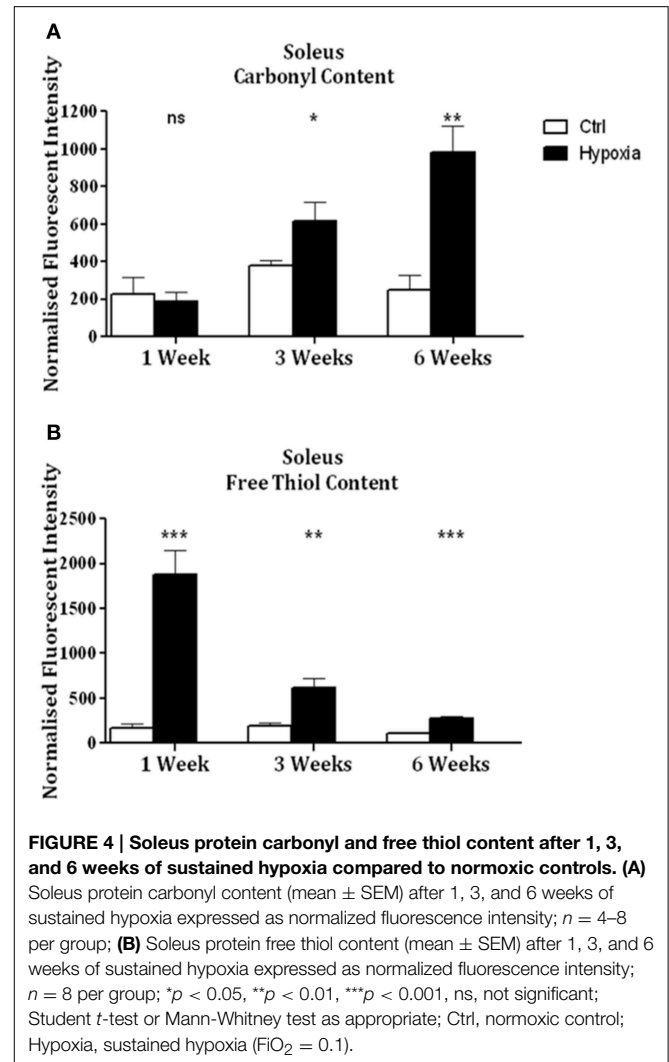 A
Soleus
Carbonyl Content
Normalised Fluorescent Intensity
1200
1000
800
600
400
200
0
ns
*
**
Ctrl
Hypoxia
1 Week
3 Weeks
6 Weeks
B
Soleus
Free Thiol Content
Normalised Fluorescent Intensity
2500
2000
1500
1000
500
0
***
**
***
1 Week
3 Weeks
6 Weeks
FIGURE 4 | Soleus protein carbonyl and free thiol content after 1, 3,
and 6 weeks of sustained hypoxia compared to normoxic controls. (A)
Soleus protein carbonyl content (mean ± SEM) after 1, 3, and 6 weeks of
sustained hypoxia expressed as normalized fluorescence intensity; n = 4–8
per group; (B) Soleus protein free thiol content (mean ± SEM) after 1, 3, and 6
weeks of sustained hypoxia expressed as normalized fluorescence intensity;
n = 8 per group; *p < 0.05, **p < 0.01, ***p < 0.001, ns, not significant;
Student t-test or Mann-Whitney test as appropriate; Ctrl, normoxic control;
Hypoxia, sustained hypoxia (FiO₂ = 0.1).